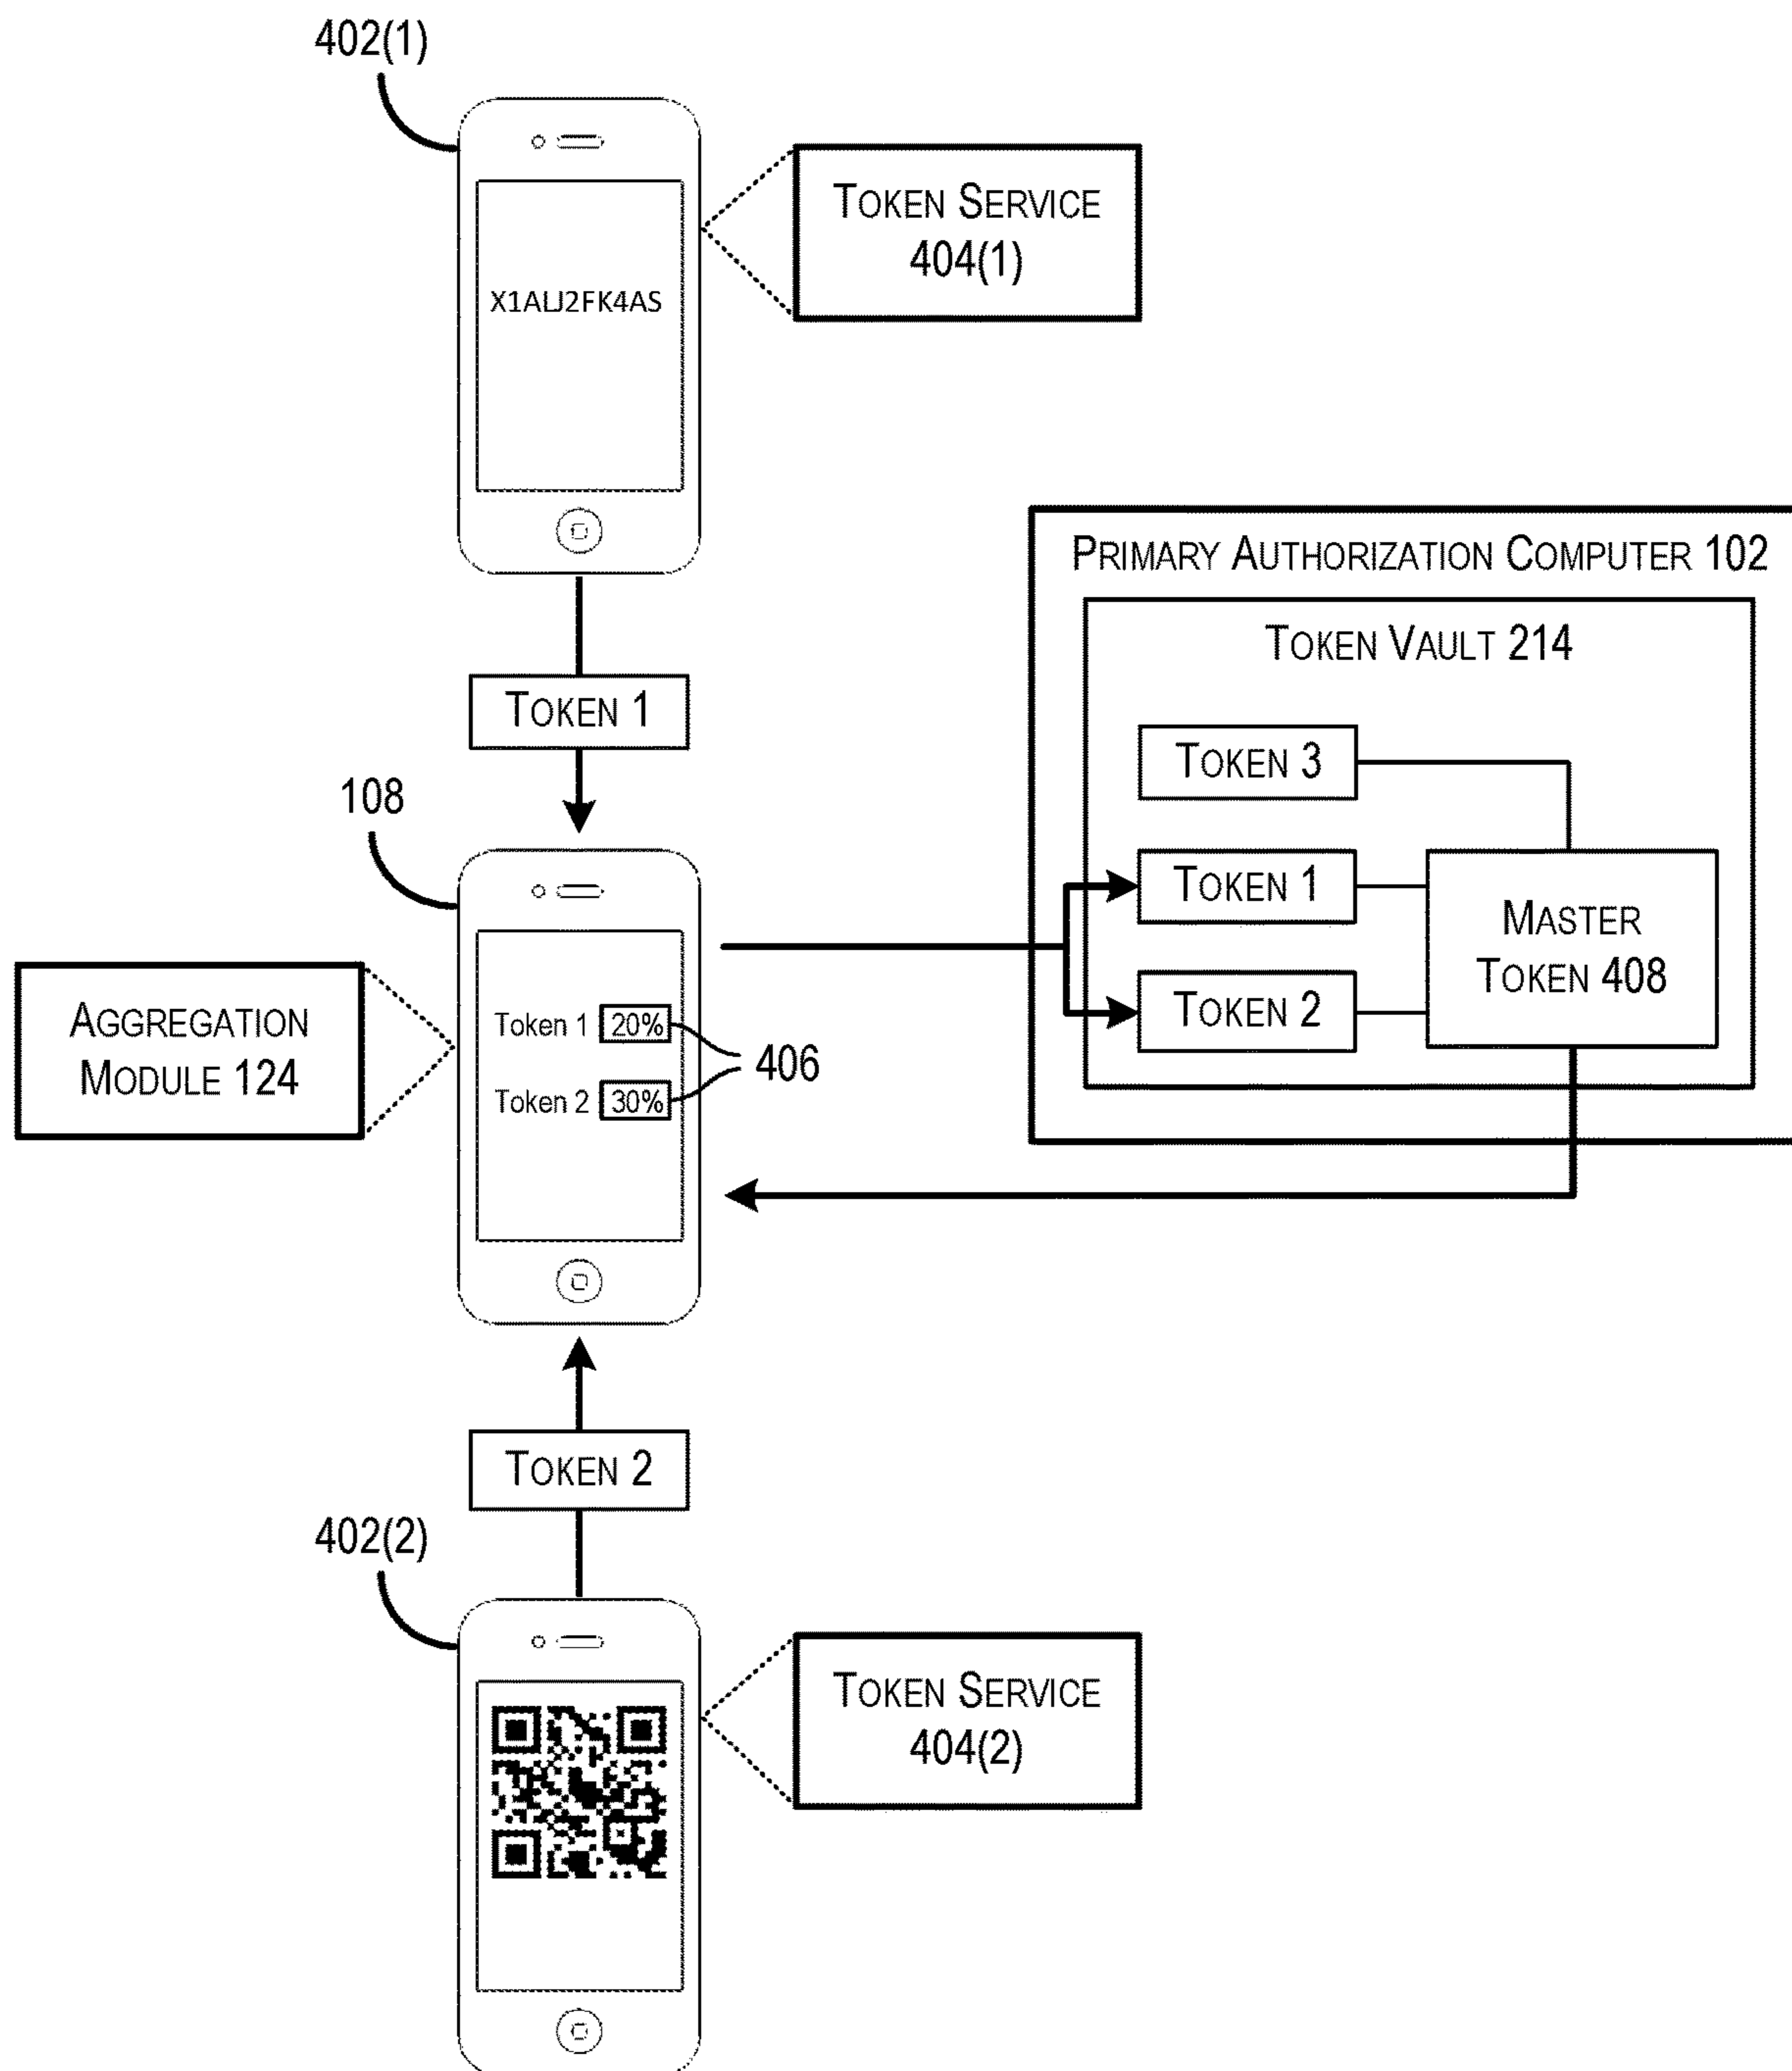 402(1)
TOKEN SERVICE
404(1)
X1ALJ2FK4AS
TOKEN 1
PRIMARY AUTHORIZATION COMPUTER 102
TOKEN VAULT 214
TOKEN 3
TOKEN 1
TOKEN 2
MASTER
TOKEN 408
108
AGGREGATION
MODULE 124
Token 1 20%
Token 2 30%
406
TOKEN 2
402(2)
TOKEN SERVICE
404(2)